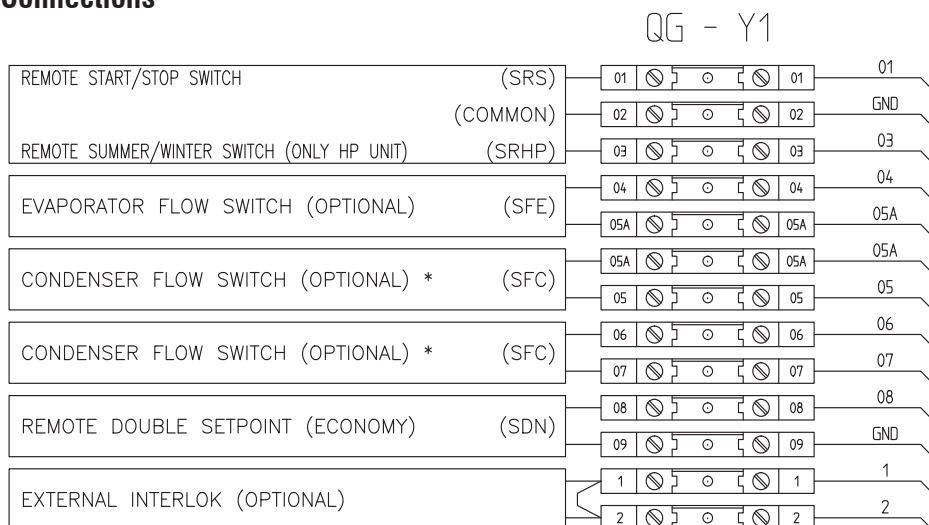 Connections
QG - Y1
REMOTE START/STOP SWITCH (SRS) 01 01 01
(COMMON) 02 02 GND
REMOTE SUMMER/WINTER SWITCH (ONLY HP UNIT) (SRHP) 03 03 03
04 04 04
EVAPORATOR FLOW SWITCH (OPTIONAL) (SFE)
05A 05A 05A
05A 05A 05A
CONDENSER FLOW SWITCH (OPTIONAL) * (SFC)
05 05 05
06 06 06
CONDENSER FLOW SWITCH (OPTIONAL) * (SFC)
07 07 07
08 08 08
REMOTE DOUBLE SETPOINT (ECONOMY) (SDN)
09 09 GND
1 1 1
EXTERNAL INTERLOK (OPTIONAL)
2 2 2